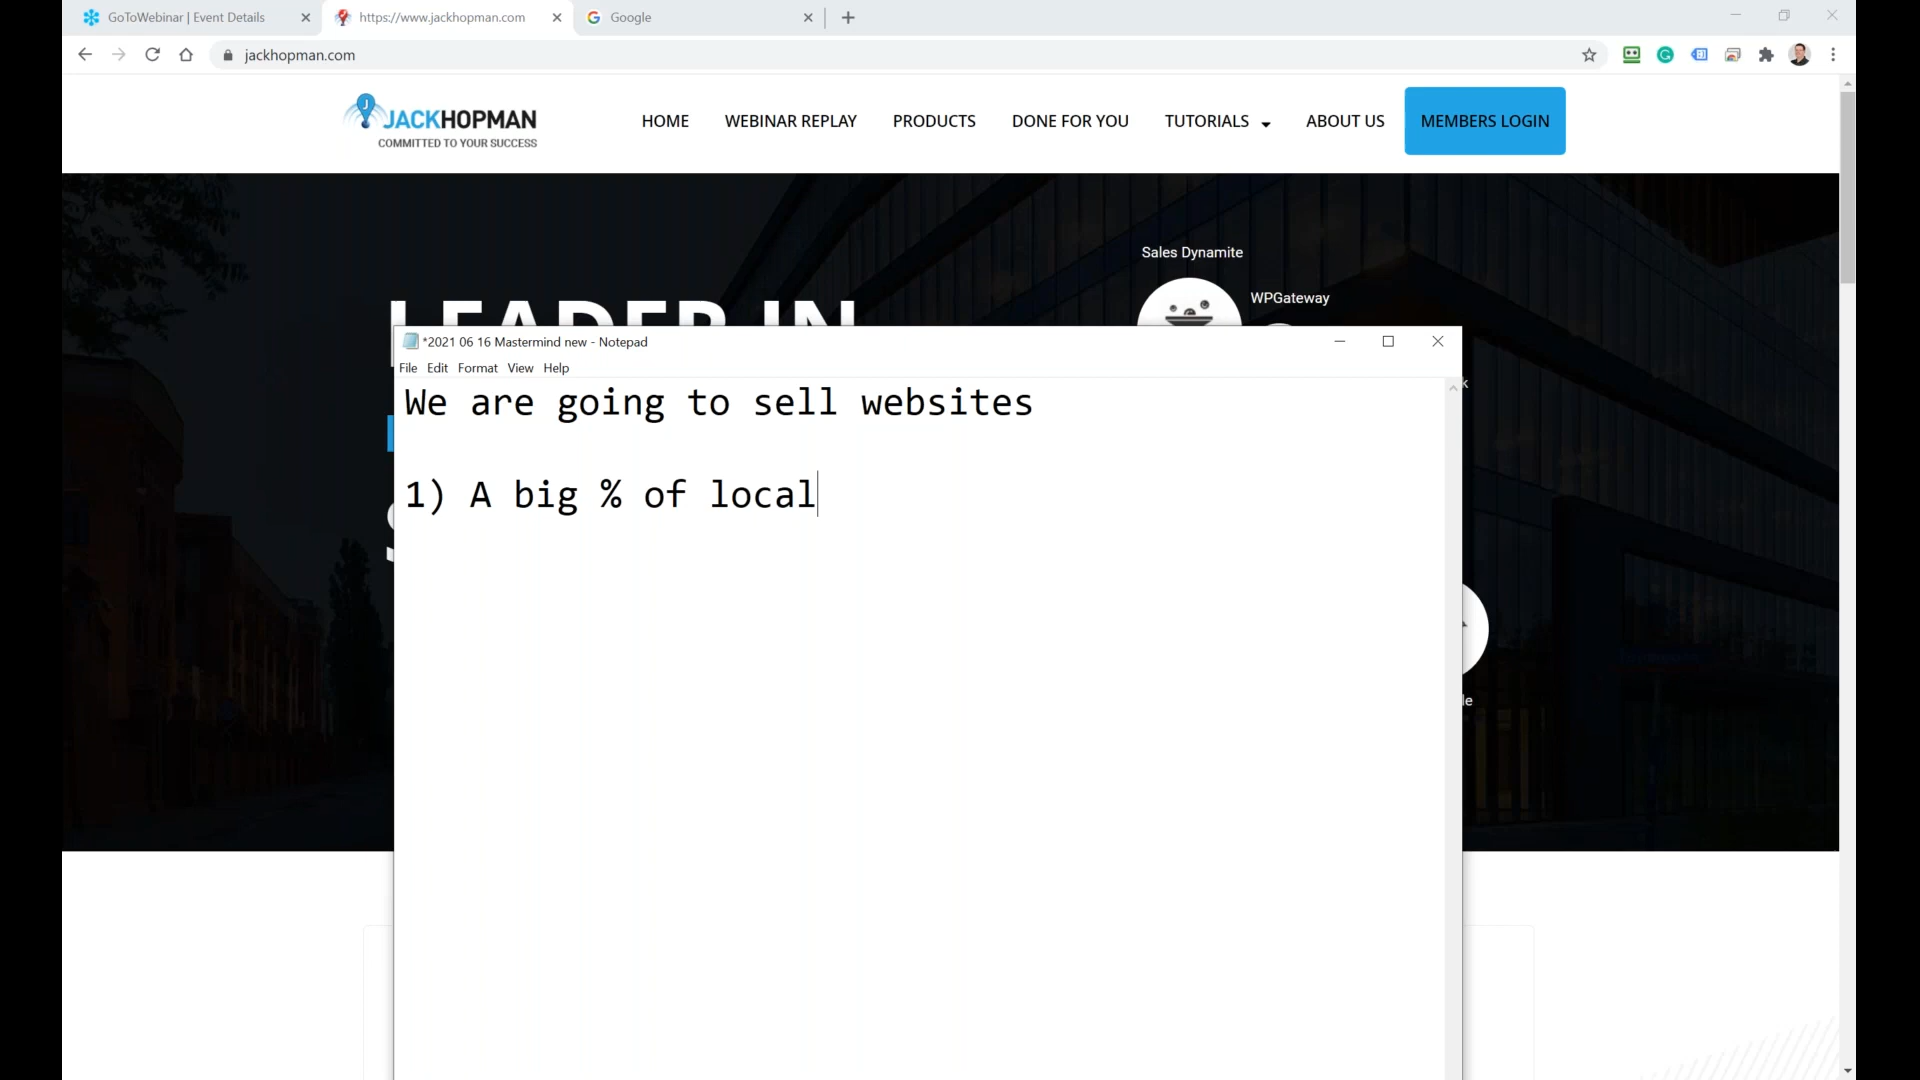 GoToWebinar | Event Details
https://www.jackhopman.com
Google
jackhopman.com
JACKHOPMAN
COMMITTED TO YOUR SUCCESS
HOME
WEBINAR REPLAY
PRODUCTS
DONE FOR YOU
TUTORIALS
ABOUT US
MEMBERS LOGIN
Sales Dynamite
WPGateway
LEADER IN
*2021 06 16 Mastermind new - Notepad
File Edit Format View Help
We are going to sell websites
1) A big % of local